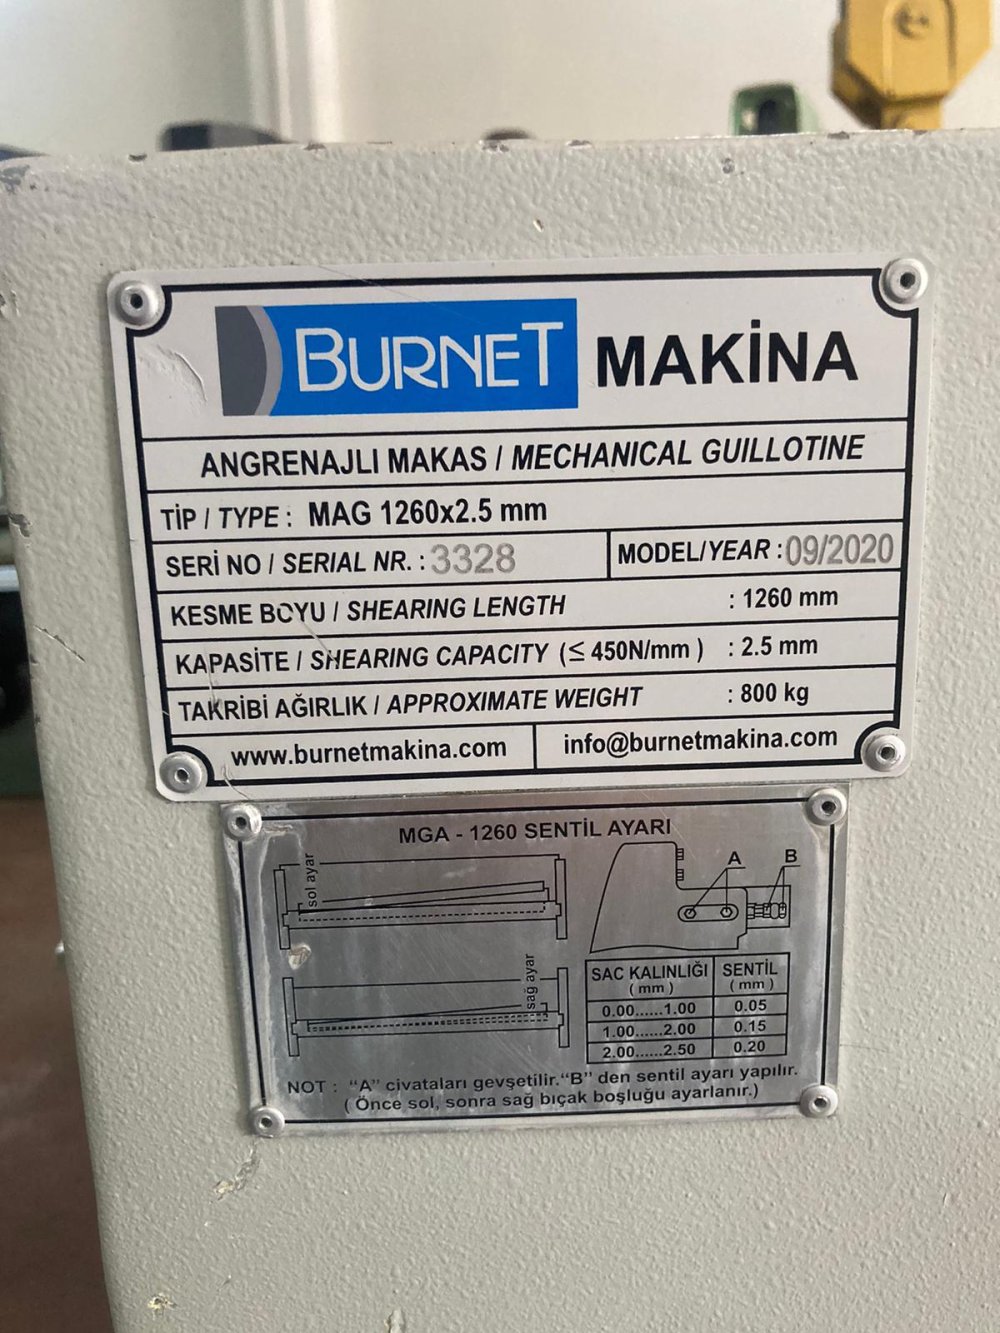 BURNET MAKİNA
ANGRENAJLI MAKAS / MECHANICAL GUILLOTINE
TİP / TYPE : MAG 1260x2.5 mm
SERİ NO / SERIAL NR. : 3328 MODEL/YEAR : 09/2020
KESME BOYU / SHEARING LENGTH : 1260 mm
KAPASİTE / SHEARING CAPACITY (≤ 450N/mm ) : 2.5 mm
TAKRİBİ AĞIRLIK / APPROXIMATE WEIGHT : 800 kg
www.burnetmakina.com info@burnetmakina.com
MGA - 1260 SENTİL AYARI
sol ayar
A B
sağ ayar
SAC KALINLIĞI SENTİL
( mm ) ( mm )
0.00......1.00 0.05
1.00......2.00 0.15
2.00......2.50 0.20
NOT : "A" civataları gevşetilir."B" den sentil ayarı yapılır.
( Önce sol, sonra sağ bıçak boşluğu ayarlanır.)